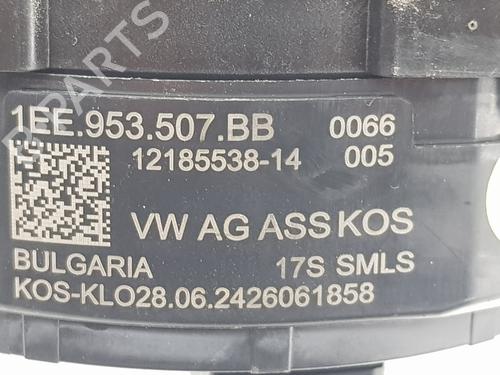 1EE.953.507.BB 0066
12185538-14 005
VW AG ASS KOS
BULGARIA 17S SMLS
KOS-KLO28.06.2426061858
B-PARTS